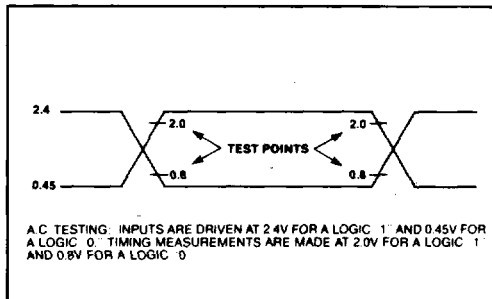 2.4
2.0
2.0
TEST POINTS
0.8
0.8
0.45
A.C TESTING: INPUTS ARE DRIVEN AT 2 4V FOR A LOGIC 1" AND 0.45V FOR
A LOGIC 0." TIMING MEASUREMENTS ARE MADE AT 2.0V FOR A LOGIC 1"
AND 0.8V FOR A LOGIC 0